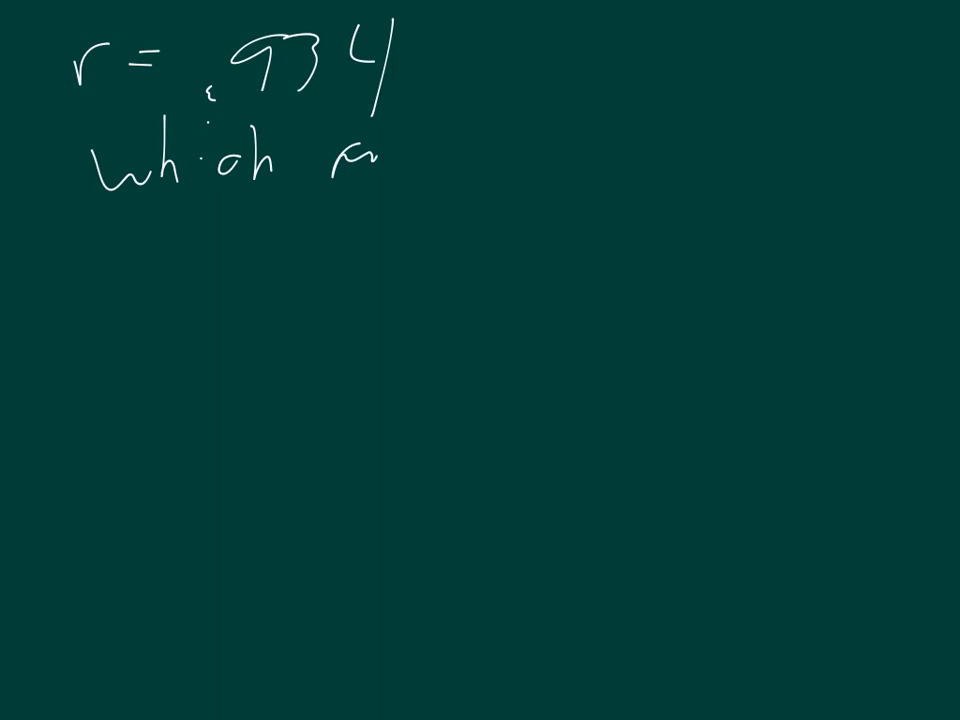 r = .934
which